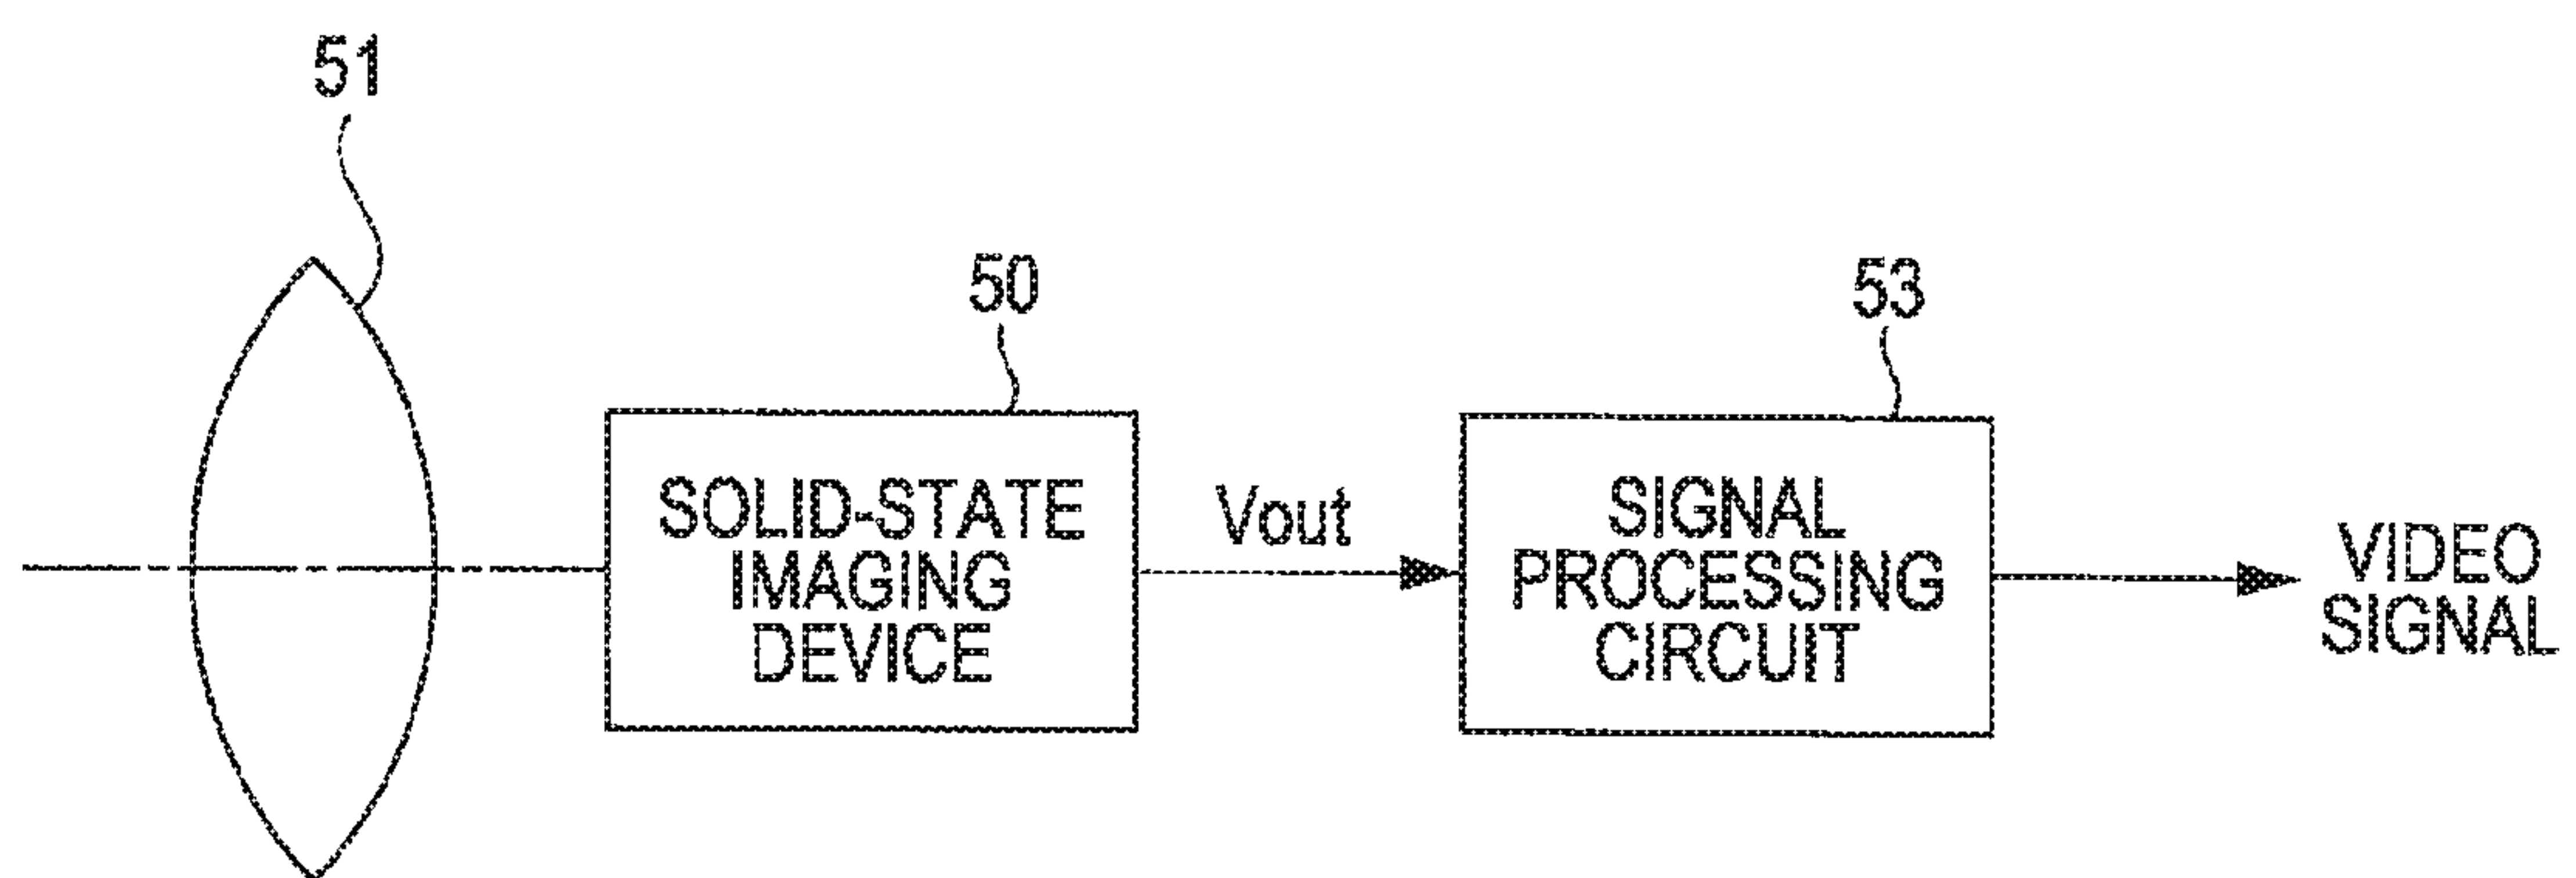 51
50
53
SOLID-STATE
IMAGING
DEVICE
Vout
SIGNAL
PROCESSING
CIRCUIT
VIDEO
SIGNAL